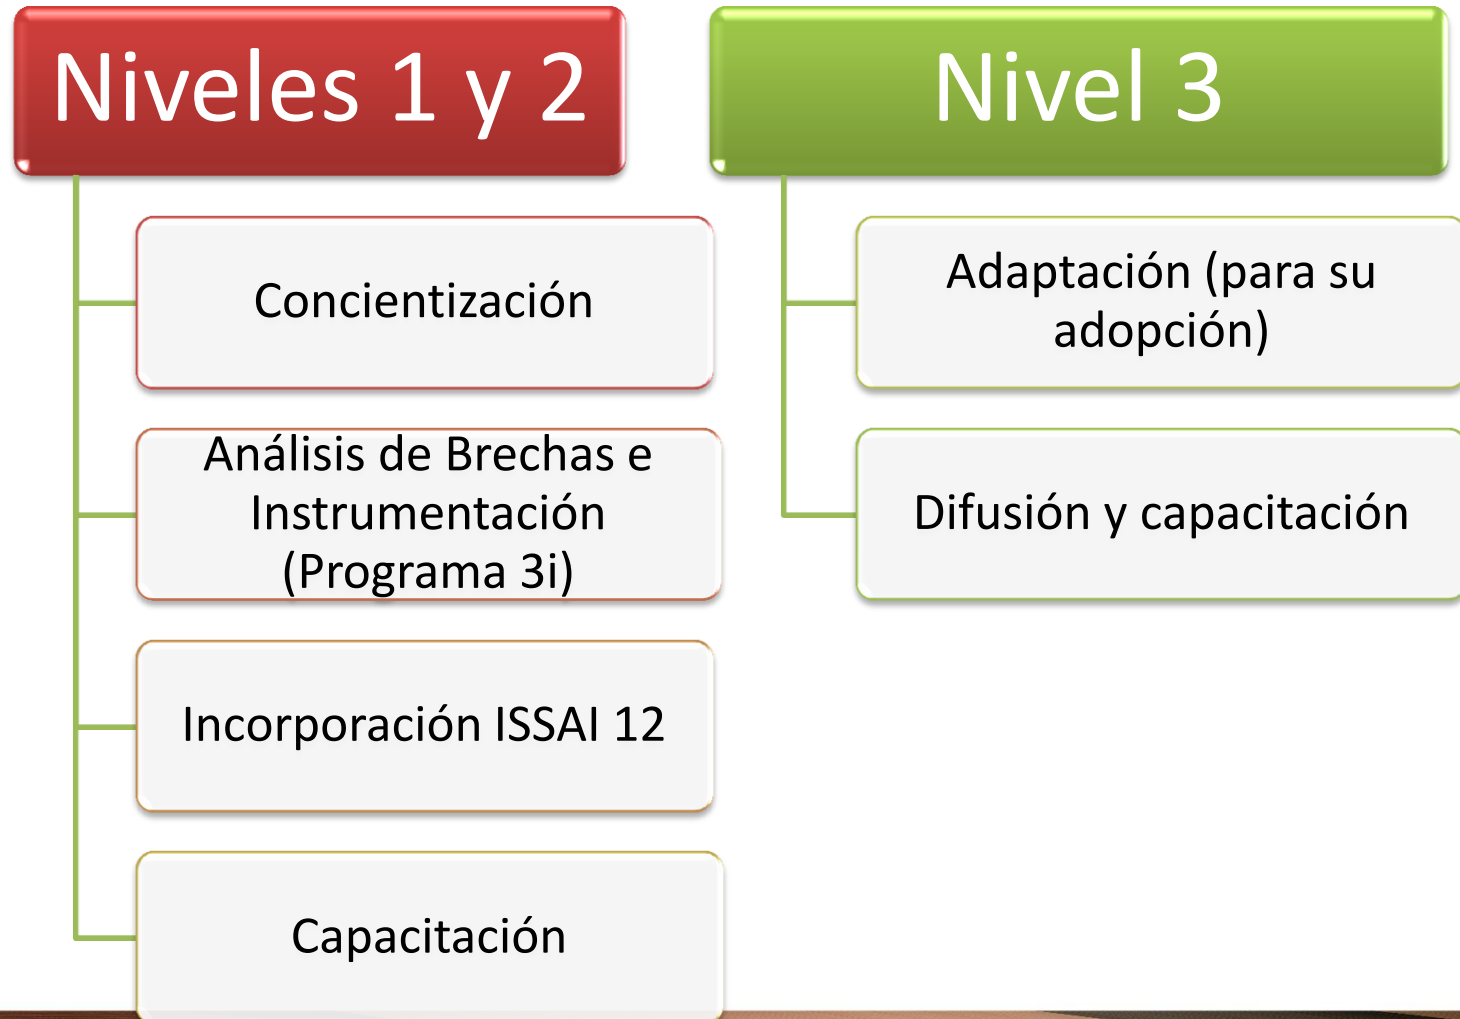 Niveles 1 y 2
Concientización
Análisis de Brechas e
Instrumentación
(Programa 3i)
Incorporación ISSAI 12
Capacitación
Nivel 3
Adaptación (para su
adopción)
Difusión y capacitación